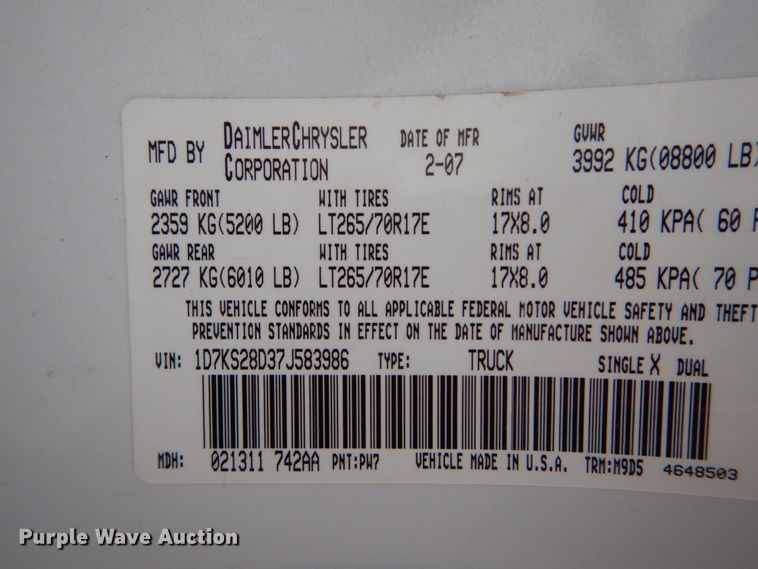 MFD BY DAIMLERCHRYSLER CORPORATION DATE OF MFR 2-07 GVWR 3992 KG(08800 LB)
GAWR FRONT WITH TIRES RIMS AT COLD
2359 KG(5200 LB) LT265/70R17E 17X8.0 410 KPA( 60 P
GAWR REAR WITH TIRES RIMS AT COLD
2727 KG(6010 LB) LT265/70R17E 17X8.0 485 KPA( 70 P
THIS VEHICLE CONFORMS TO ALL APPLICABLE FEDERAL MOTOR VEHICLE SAFETY AND THEFT
PREVENTION STANDARDS IN EFFECT ON THE DATE OF MANUFACTURE SHOWN ABOVE.
VIN: 1D7KS28D37J583986 TYPE: TRUCK SINGLE X DUAL
MDH: 021311 742AA PNT:PW7 VEHICLE MADE IN U.S.A. TRM:M9D5 4648503
Purple Wave Auction